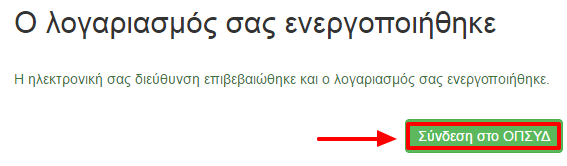 Ο λογαριασμός σας ενεργοποιήθηκε
Η ηλεκτρονική σας διεύθυνση επιβεβαιώθηκε και ο λογαριασμός σας ενεργοποιήθηκε.
Σύνδεση στο ΟΠΣΥΔ